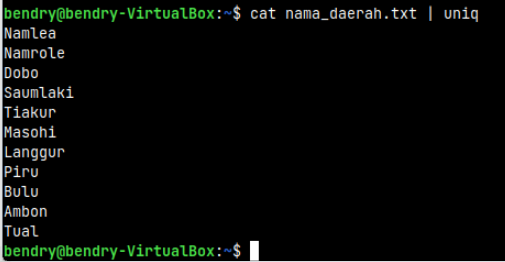 bendry@bendry-VirtualBox:~$ cat nama_daerah.txt | uniq
Namlea
Namrole
Dobo
Saumlaki
Tiakur
Masohi
Langgur
Piru
Bulu
Ambon
Tual
bendry@bendry-VirtualBox:~$